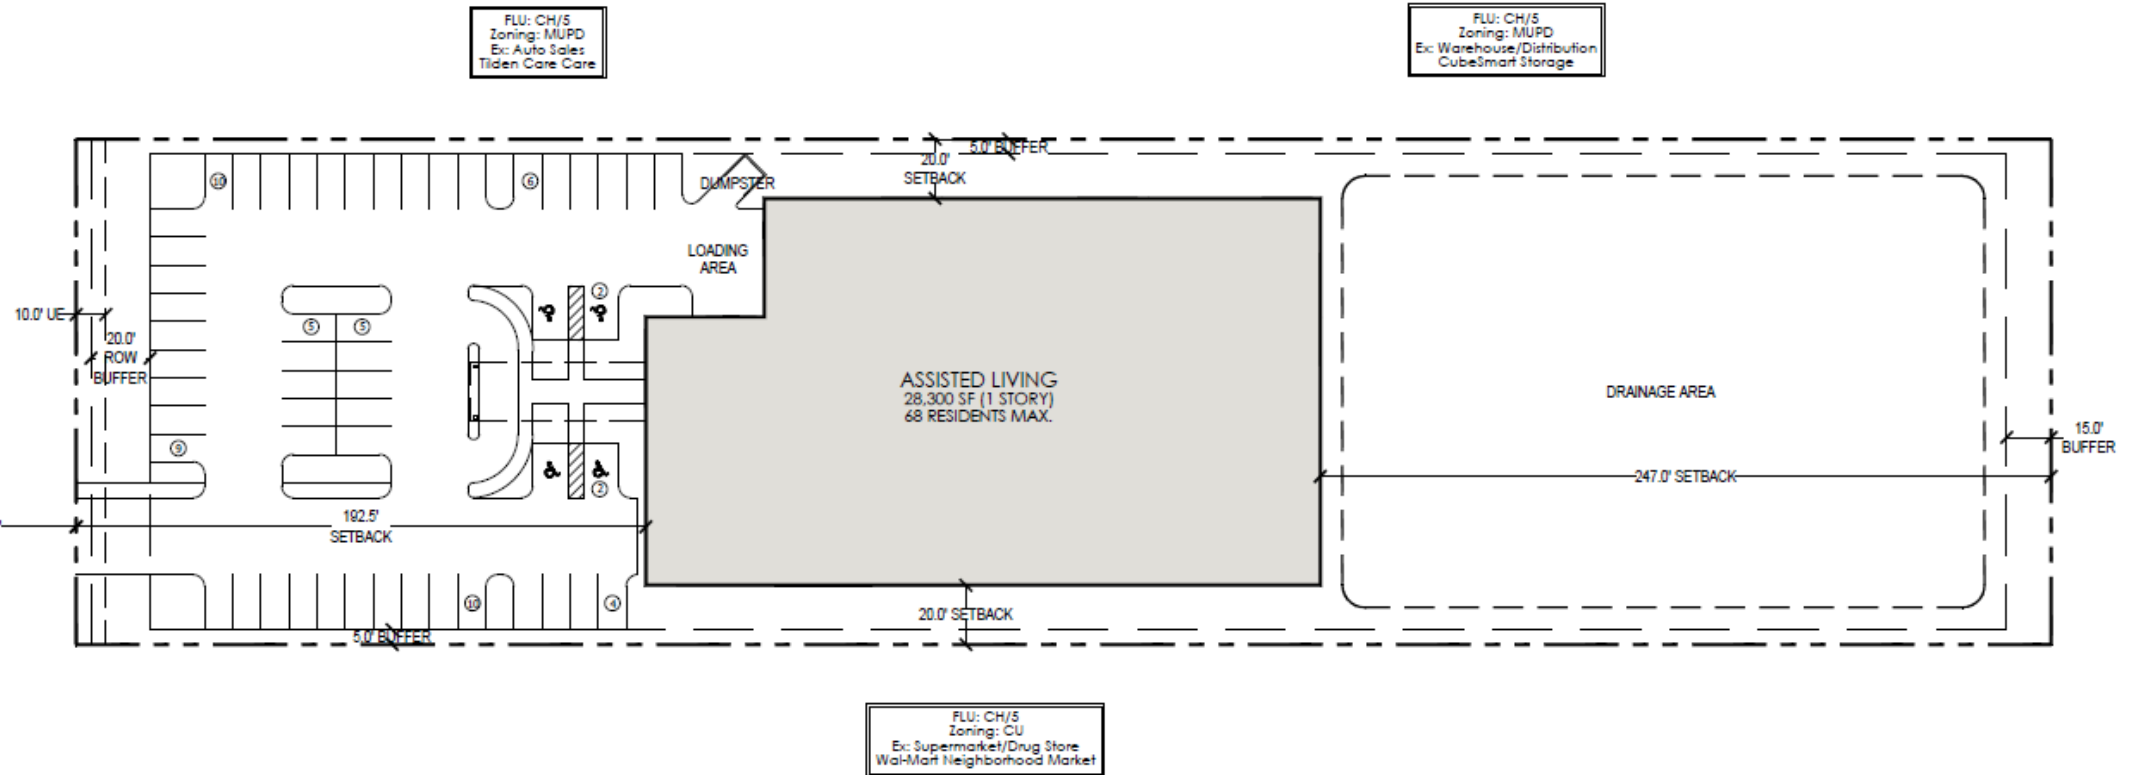 FLU: CH/5
Zoning: MUPD
Ex: Auto Sales
Tilden Care Care
FLU: CH/5
Zoning: MUPD
Ex: Warehouse/Distribution
CubeSmart Storage
5.0' BUFFER
20.0'
SETBACK
10
6
DUMPSTER
LOADING
AREA
2
10.0' UE
5
5
20.0'
ROW
BUFFER
ASSISTED LIVING
28,300 SF (1 STORY)
68 RESIDENTS MAX.
DRAINAGE AREA
15.0'
BUFFER
9
2
247.0' SETBACK
192.5'
SETBACK
10
4
20.0' SETBACK
5.0' BUFFER
FLU: CH/5
Zoning: CU
Ex: Supermarket/Drug Store
Wal-Mart Neighborhood Market